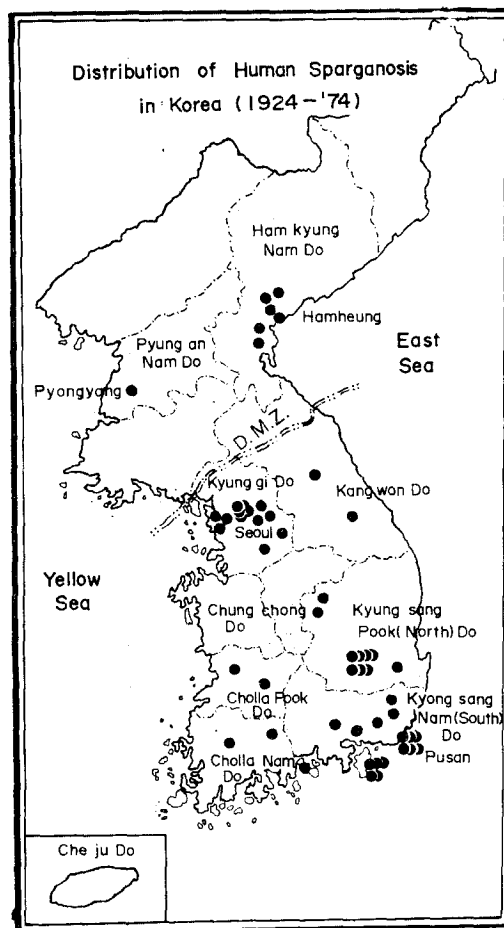 Distribution of Human Sparganosis
in Korea (1924-'74)
Ham kyung
Nam Do
Hamheung
East
Sea
Pyung an
Nam Do
Pyongyang
D.M.Z.
Kyung gi Do
Kang won Do
Seoul
Yellow
Sea
Chung chong
Do
Kyung sang
Pook(North) Do
Cholla Pook
Do
Kyong sang
Nam(South)
Do
Cholla Nam
Do
Pusan
Che ju Do